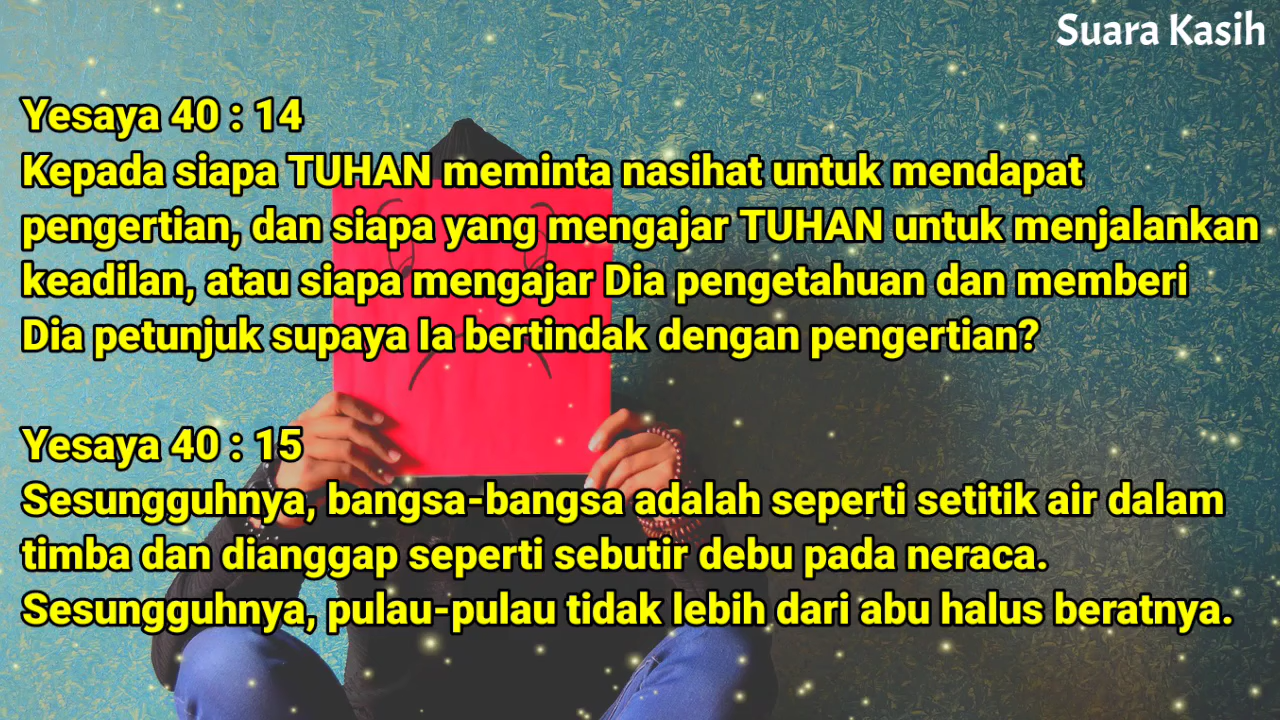 Suara Kasih
Yesaya 40 : 14
Kepada siapa TUHAN meminta nasihat untuk mendapat
pengertian, dan siapa yang mengajar TUHAN untuk menjalankan
keadilan, atau siapa mengajar Dia pengetahuan dan memberi
Dia petunjuk supaya Ia bertindak dengan pengertian?
Yesaya 40 : 15
Sesungguhnya, bangsa-bangsa adalah seperti setitik air dalam
timba dan dianggap seperti sebutir debu pada neraca.
Sesungguhnya, pulau-pulau tidak lebih dari abu halus beratnya.